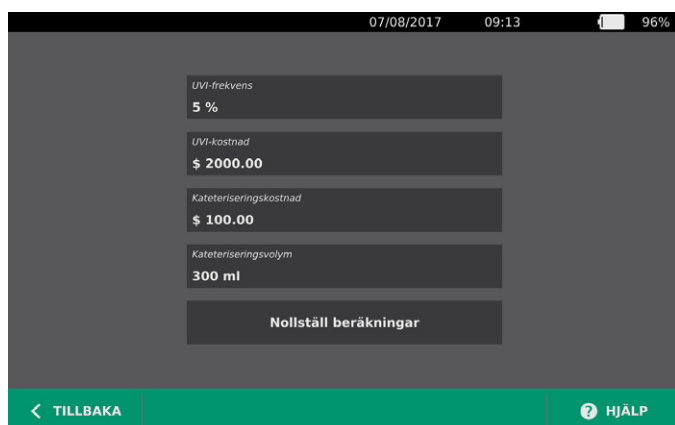 07/08/2017 09:13 96%
UVI-frekvens
5 %
UVI-kostnad
$ 2000.00
Kateteriseringskostnad
$ 100.00
Kateteriseringsvolym
300 ml
Nollställ beräkningar
TILLBAKA ? HJÄLP